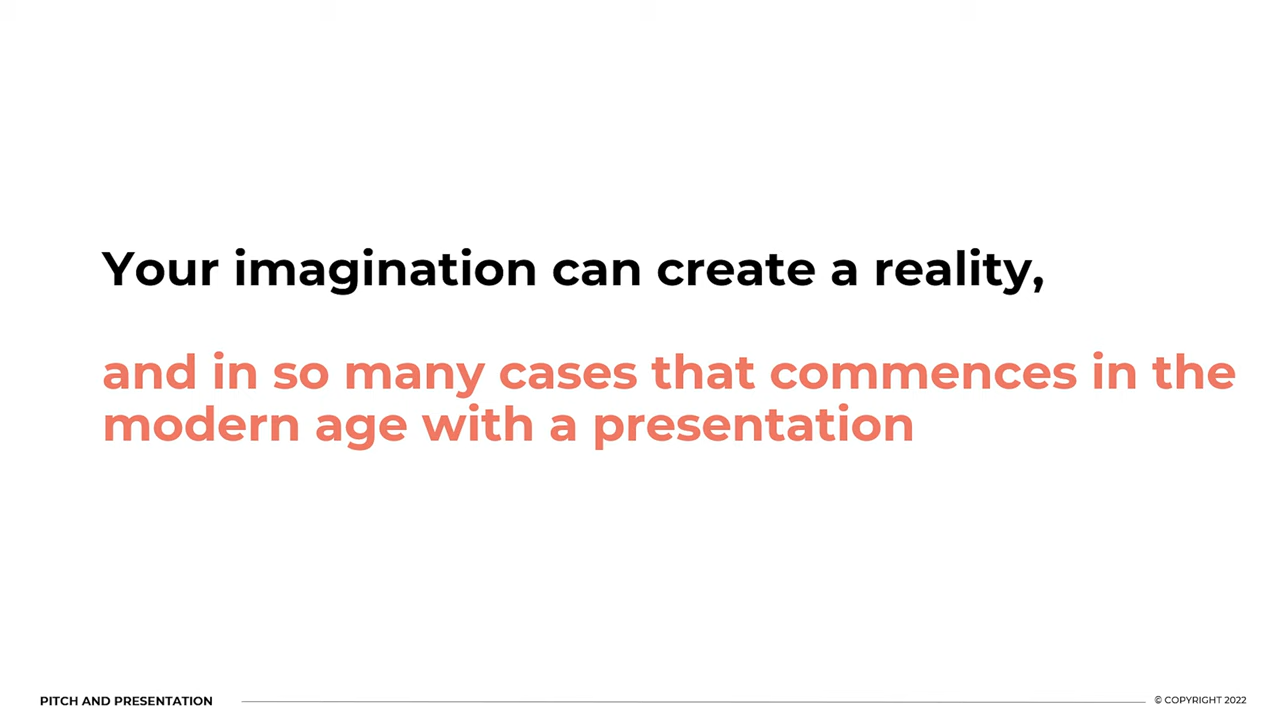 Your imagination can create a reality,
and in so many cases that commences in the
modern age with a presentation
PITCH AND PRESENTATION
© COPYRIGHT 2022